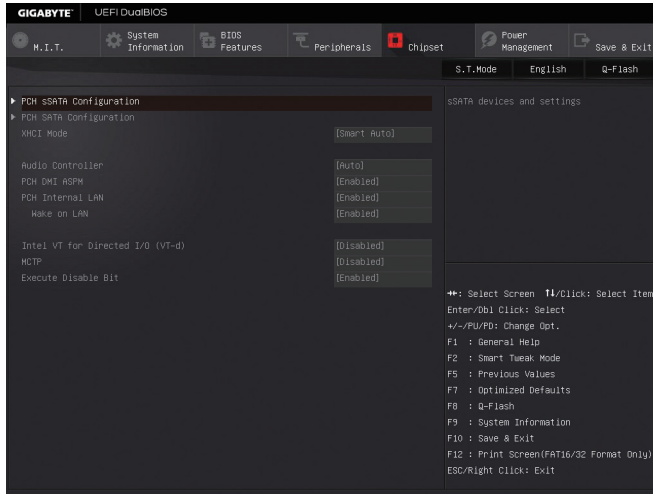 GIGABYTE™ UEFI DualBIOS
M.I.T.
System Information
BIOS Features
Peripherals
Chipset
Power Management
Save & Exit
S.T.Mode English Q-Flash
PCH sSATA Configuration
PCH SATA Configuration
XHCI Mode [Smart Auto]
Audio Controller [Auto]
PCH DMI ASPM [Enabled]
PCH Internal LAN [Enabled]
Wake on LAN [Enabled]
Intel VT for Directed I/O (VT-d) [Disabled]
MCTP [Disabled]
Execute Disable Bit [Enabled]
sSATA devices and settings
→←: Select Screen ↑↓/Click: Select Item
Enter/Dbl Click: Select
+/-/PU/PD: Change Opt.
F1 : General Help
F2 : Smart Tweak Mode
F5 : Previous Values
F7 : Optimized Defaults
F8 : Q-Flash
F9 : System Information
F10 : Save & Exit
F12 : Print Screen(FAT16/32 Format Only)
ESC/Right Click: Exit